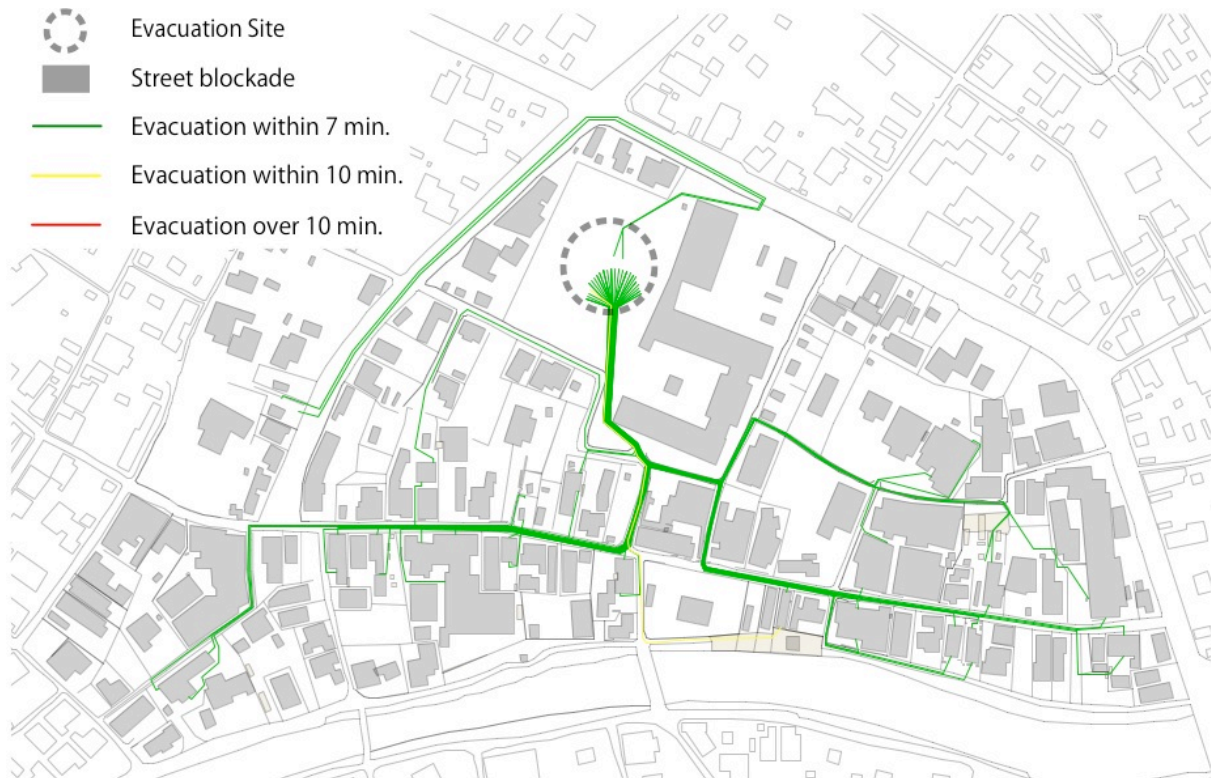 Evacuation Site
Street blockade
Evacuation within 7 min.
Evacuation within 10 min.
Evacuation over 10 min.